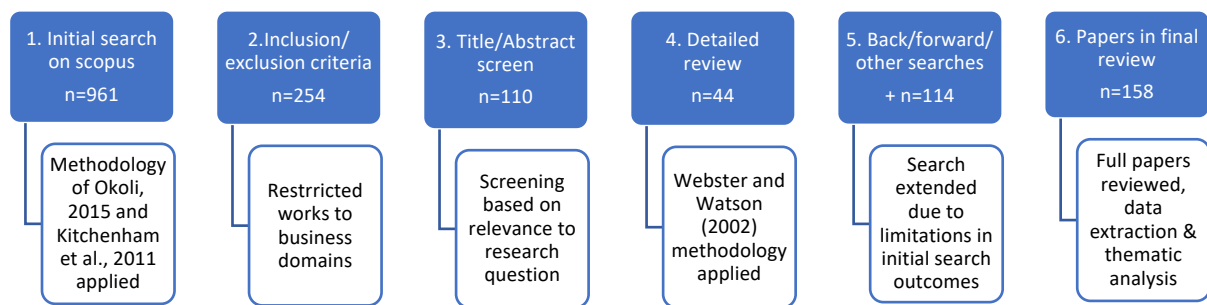 1. Initial search
on scopus
n=961
Methodology
of Okoli,
2015 and
Kitchenham
et al., 2011
applied
2.Inclusion/
exclusion criteria
n=254
Restrricted
works to
business
domains
3. Title/Abstract
screen
n=110
Screening
based on
relevance to
research
question
4. Detailed
review
n=44
Webster and
Watson
(2002)
methodology
applied
5. Back/forward/
other searches
+ n=114
Search
extended due
to limitations
in initial search
outcomes
6. Papers in final
review
n=158
Full papers
reviewed,
data
extraction &
thematic
analysis